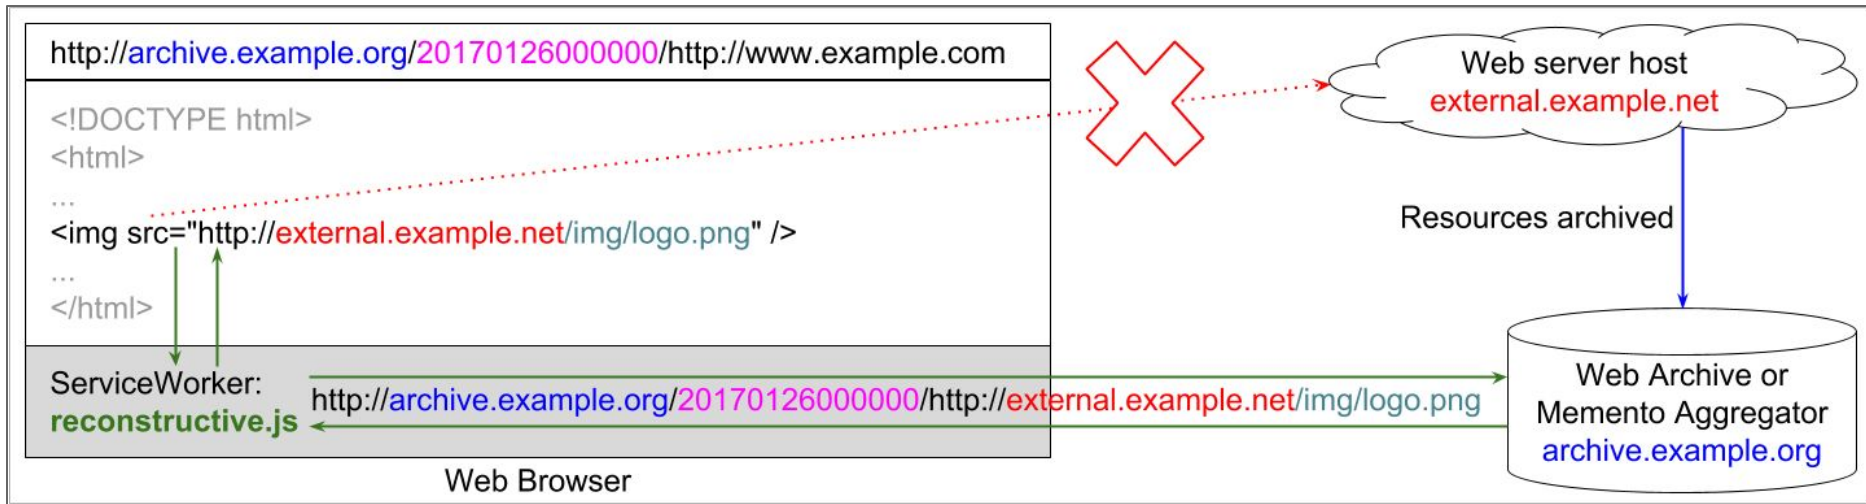 http://archive.example.org/20170126000000/http://www.example.com
<!DOCTYPE html>
<html>
...
<img src="http://external.example.net/img/logo.png" />
...
</html>
ServiceWorker:
reconstructive.js
http://archive.example.org/20170126000000/http://external.example.net/img/logo.png
Web Browser
Web server host
external.example.net
Resources archived
Web Archive or
Memento Aggregator
archive.example.org